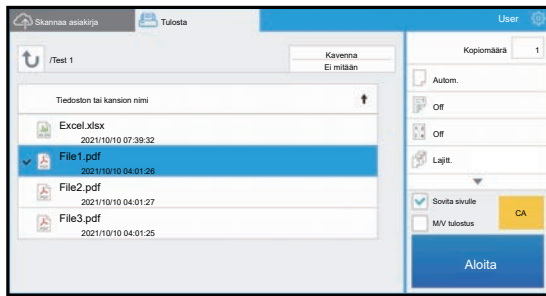 Skannaa asiakirja
Tulosta
User
/Test 1
Kavenna
Ei mitään
Kopiomäärä 1
Tiedoston tai kansion nimi
Excel.xlsx
2021/10/10 07:39:32
File1.pdf
2021/10/10 04:01:26
File2.pdf
2021/10/10 04:01:27
File3.pdf
2021/10/10 04:01:25
Autom.
Off
Off
Lajitt.
Sovita sivulle
M/V tulostus
CA
Aloita